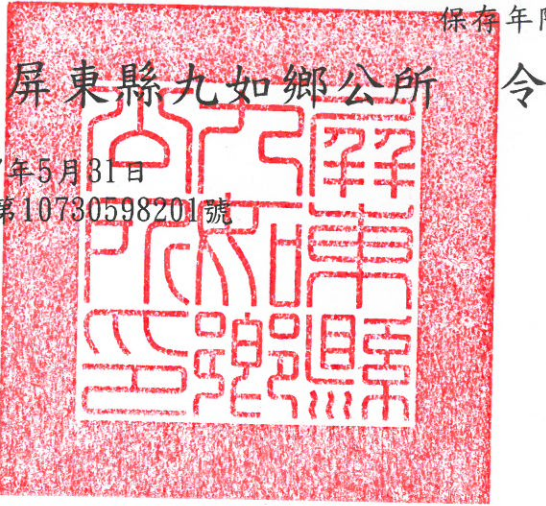 保存年限
屏東縣九如鄉公所 令
年5月31日
第10730598201號
屏東縣
九如鄉
公所印